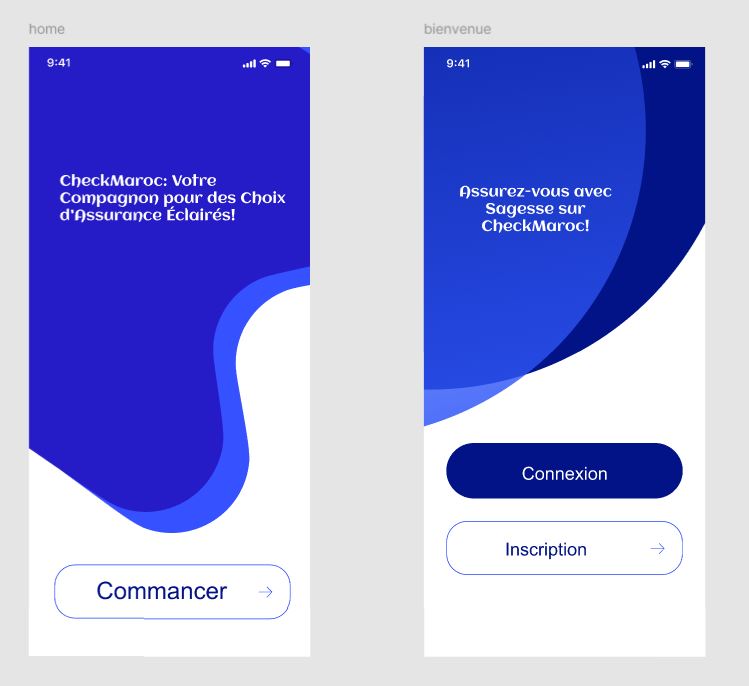 home
9:41
CheckMaroc: Votre
Compagnon pour des Choix
d'Assurance Éclairés!
Commancer
bienvenue
9:41
Assurez-vous avec
Sagesse sur
CheckMaroc!
Connexion
Inscription